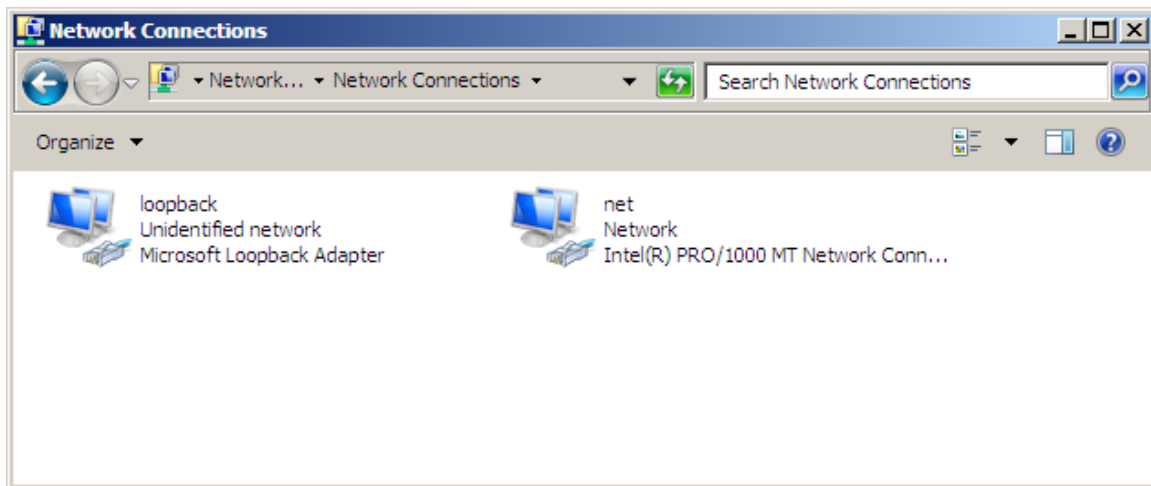 Network Connections
Network... Network Connections
Search Network Connections
Organize
loopback
Unidentified network
Microsoft Loopback Adapter
net
Network
Intel(R) PRO/1000 MT Network Conn...